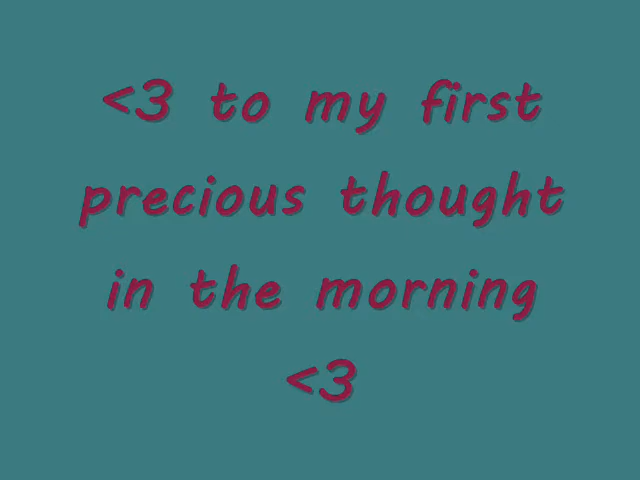 <3 to my first
precious thought
in the morning
<3